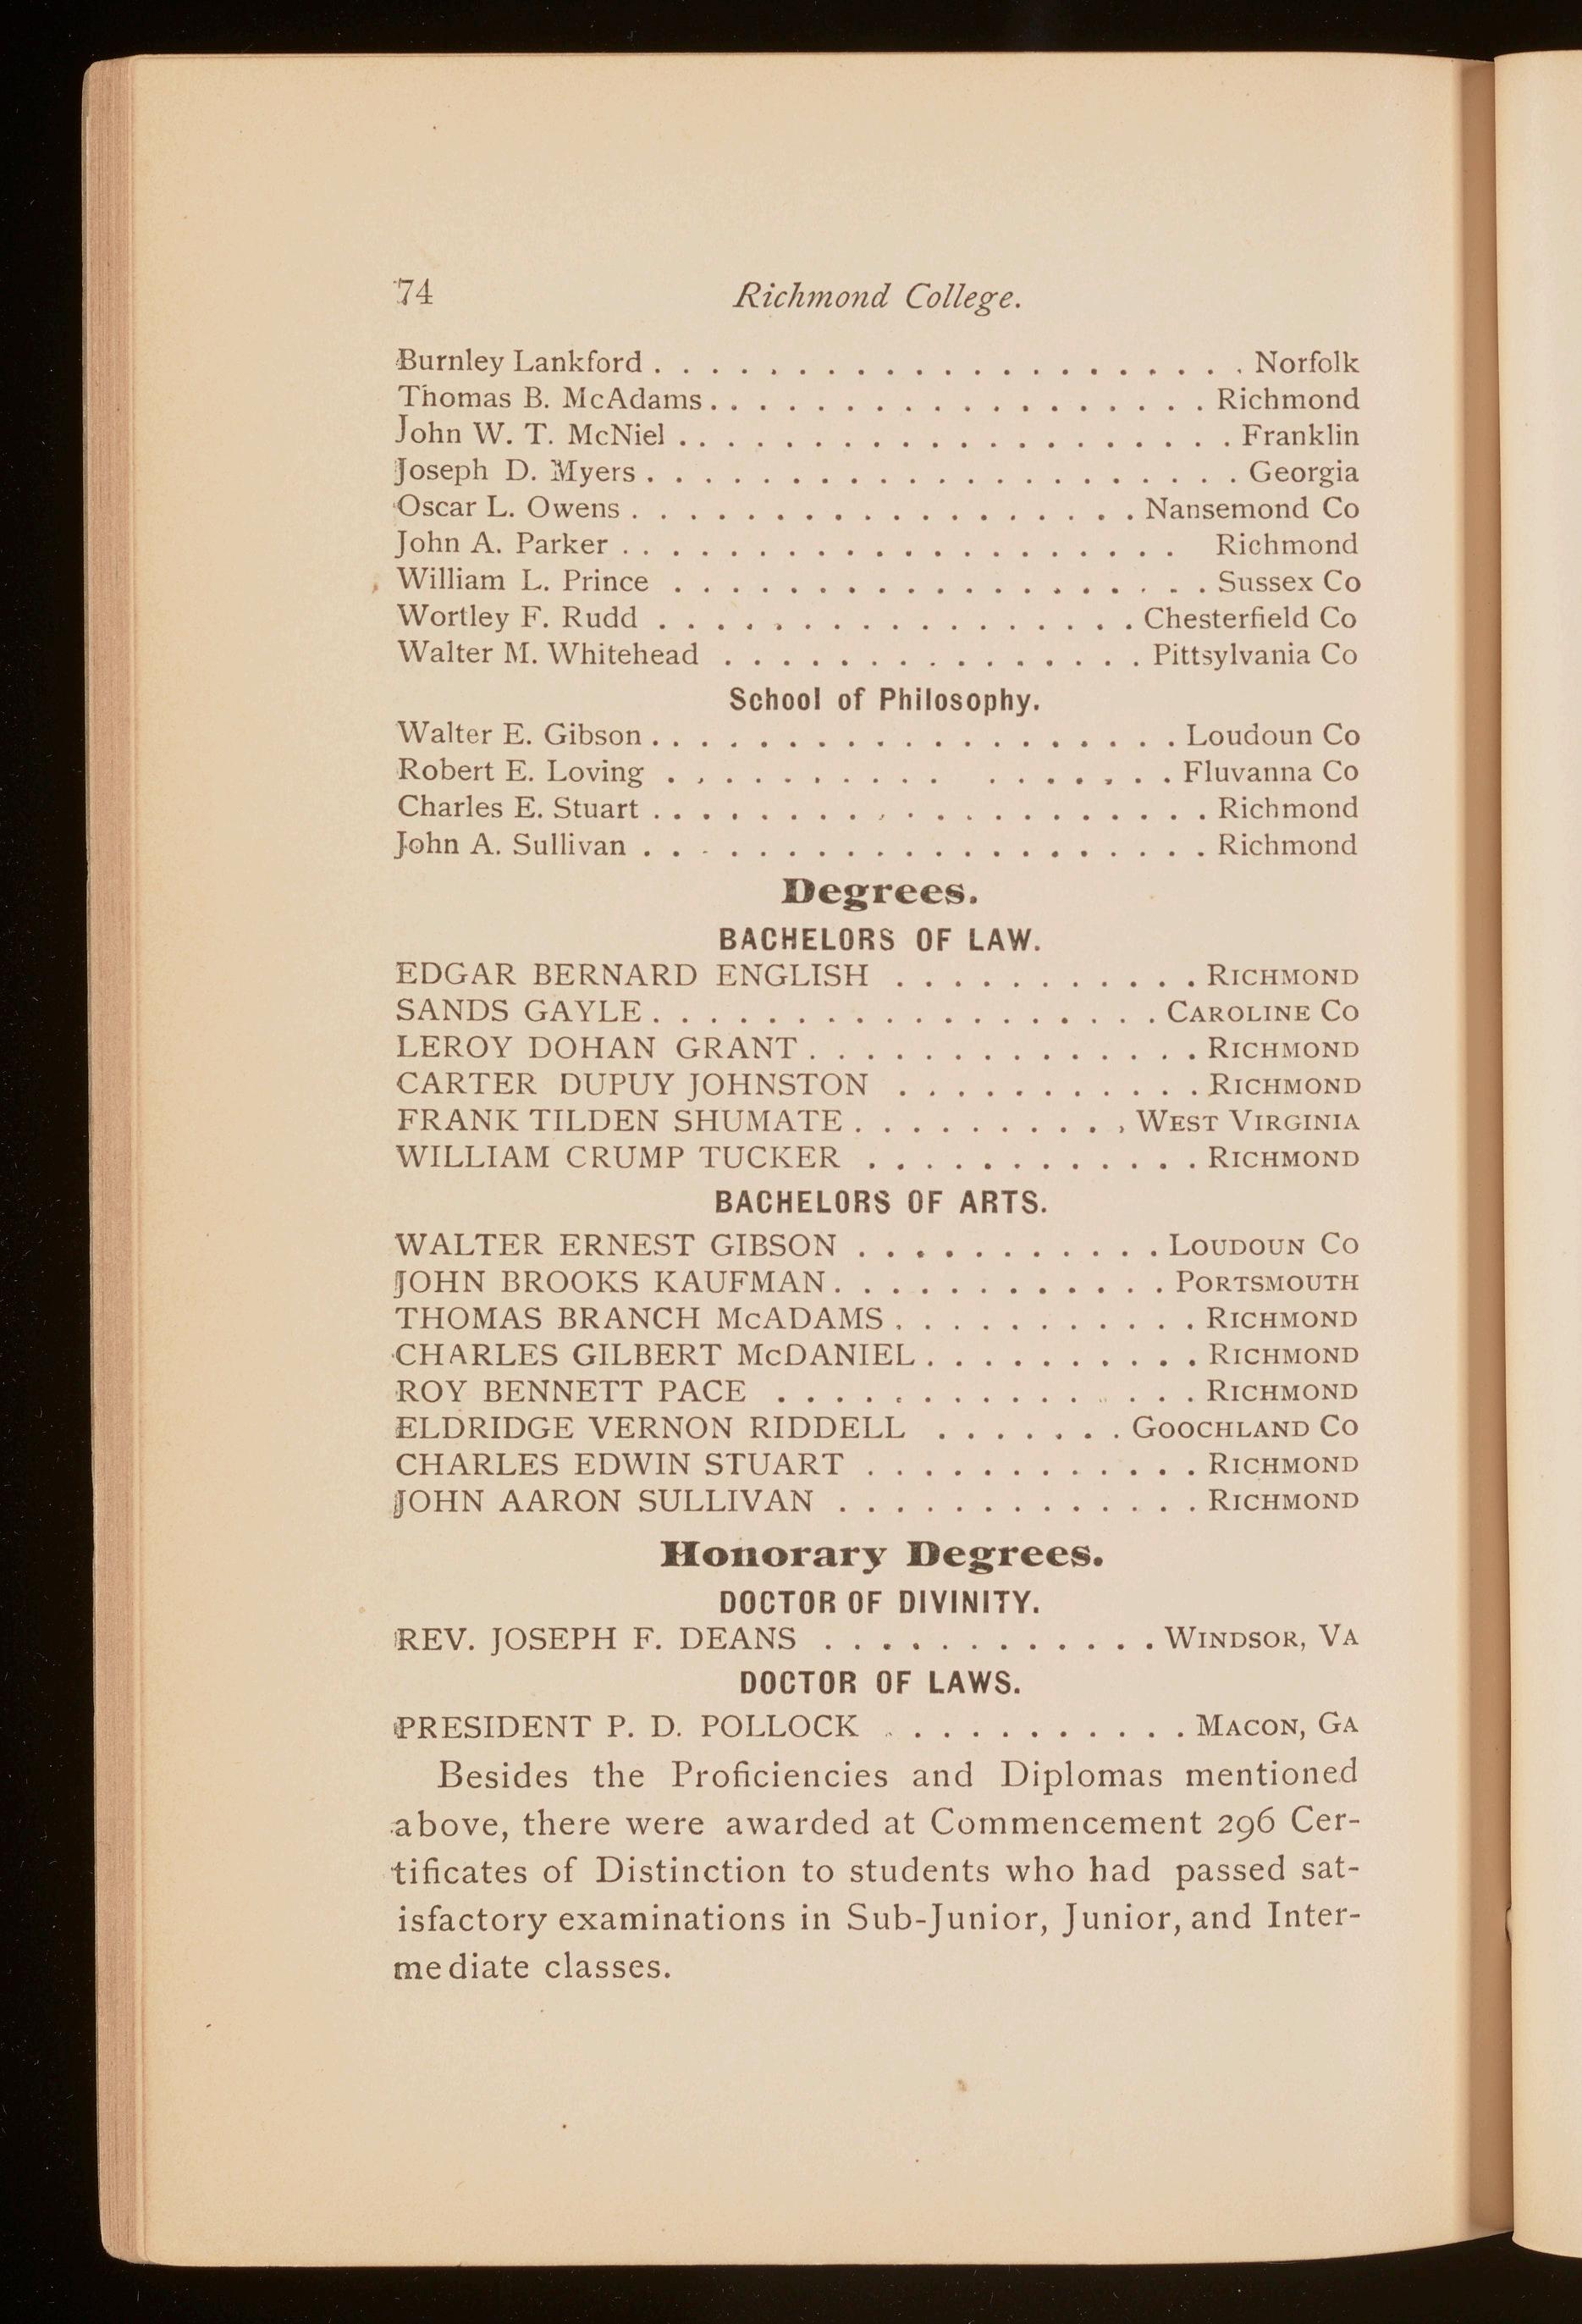 74 Richmond College.
Burnley Lankford . . . . . . . . . . . . . . . . . . . . . Norfolk
Thomas B. McAdams . . . . . . . . . . . . . . . . . . Richmond
John W. T. McNiel . . . . . . . . . . . . . . . . . . . . Franklin
Joseph D. Myers . . . . . . . . . . . . . . . . . . . . . Georgia
Oscar L. Owens . . . . . . . . . . . . . . . . . . Nansemond Co
John A. Parker . . . . . . . . . . . . . . . . . . . . Richmond
William L. Prince . . . . . . . . . . . . . . . . . . . Sussex Co
Wortley F. Rudd . . . . . . . . . . . . . . . . . Chesterfield Co
Walter M. Whitehead . . . . . . . . . . . . . . . Pittsylvania Co
School of Philosophy.
Walter E. Gibson . . . . . . . . . . . . . . . . . . . Loudoun Co
Robert E. Loving . . . . . . . . . . . . . . . . . Fluvanna Co
Charles E. Stuart . . . . . . . . . . . . . . . . . . . . Richmond
John A. Sullivan . . . . . . . . . . . . . . . . . . . . Richmond
Degrees.
BACHELORS OF LAW.
EDGAR BERNARD ENGLISH . . . . . . . . . . . RICHMOND
SANDS GAYLE . . . . . . . . . . . . . . . . . . CAROLINE CO
LEROY DOHAN GRANT . . . . . . . . . . . . . . RICHMOND
CARTER DUPUY JOHNSTON . . . . . . . . . . . RICHMOND
FRANK TILDEN SHUMATE . . . . . . . . . . WEST VIRGINIA
WILLIAM CRUMP TUCKER . . . . . . . . . . . . RICHMOND
BACHELORS OF ARTS.
WALTER ERNEST GIBSON . . . . . . . . . . . LOUDOUN CO
JOHN BROOKS KAUFMAN . . . . . . . . . . . . PORTSMOUTH
THOMAS BRANCH McADAMS . . . . . . . . . . . RICHMOND
CHARLES GILBERT McDANIEL . . . . . . . . . . RICHMOND
ROY BENNETT PACE . . . . . . . . . . . . . . . RICHMOND
ELDRIDGE VERNON RIDDELL . . . . . . . GOOCHLAND CO
CHARLES EDWIN STUART . . . . . . . . . . . . RICHMOND
JOHN AARON SULLIVAN . . . . . . . . . . . . . RICHMOND
Honorary Degrees.
DOCTOR OF DIVINITY.
REV. JOSEPH F. DEANS . . . . . . . . . . . . WINDSOR, VA
DOCTOR OF LAWS.
PRESIDENT P. D. POLLOCK . . . . . . . . . . . MACON, GA
Besides the Proficiencies and Diplomas mentioned
above, there were awarded at Commencement 296 Cer-
tificates of Distinction to students who had passed sat-
isfactory examinations in Sub-Junior, Junior, and Inter-
mediate classes.